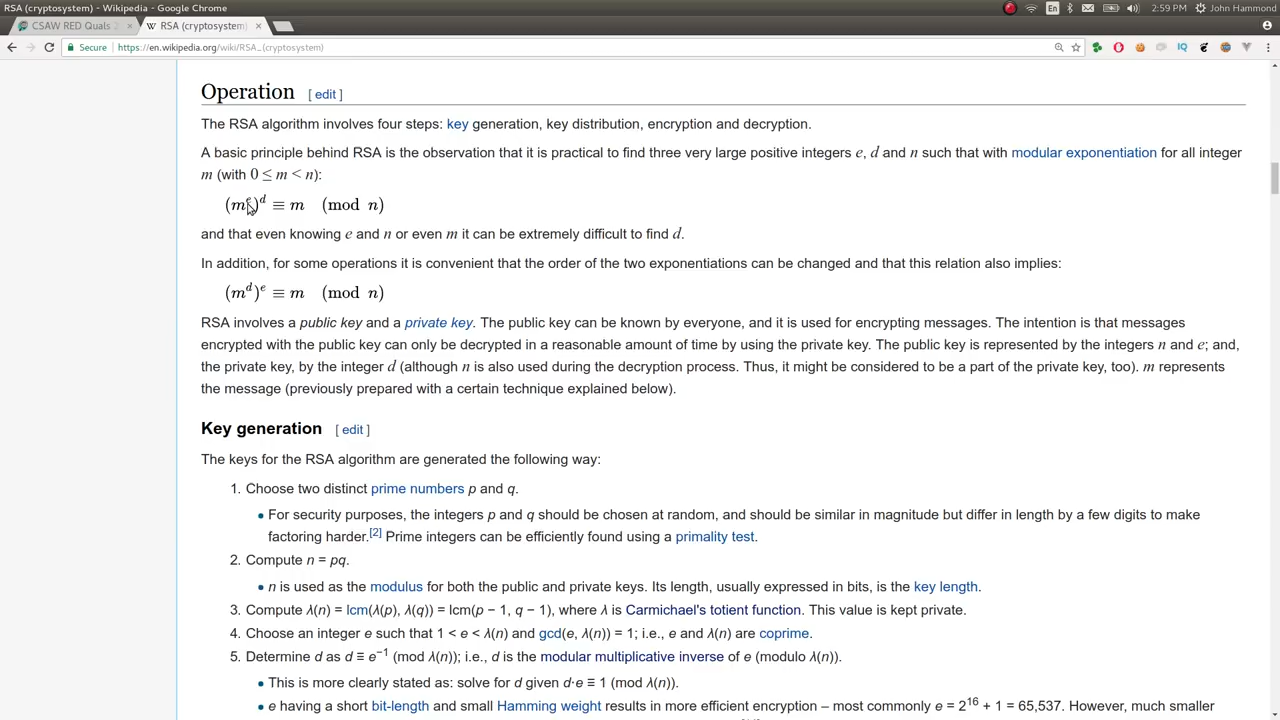 RSA (cryptosystem) - Wikipedia - Google Chrome
En
2:59 PM
John Hammond
CSAW RED Quals 2
RSA (cryptosystem)
Secure
https://en.wikipedia.org/wiki/RSA_(cryptosystem)
IQ
Operation [ edit ]
The RSA algorithm involves four steps: key generation, key distribution, encryption and decryption.
A basic principle behind RSA is the observation that it is practical to find three very large positive integers e, d and n such that with modular exponentiation for all integer
m (with 0 ≤ m < n):
(mᵉ)ᵈ ≡ m (mod n)
and that even knowing e and n or even m it can be extremely difficult to find d.
In addition, for some operations it is convenient that the order of the two exponentiations can be changed and that this relation also implies:
(mᵈ)ᵉ ≡ m (mod n)
RSA involves a public key and a private key. The public key can be known by everyone, and it is used for encrypting messages. The intention is that messages
encrypted with the public key can only be decrypted in a reasonable amount of time by using the private key. The public key is represented by the integers n and e; and,
the private key, by the integer d (although n is also used during the decryption process. Thus, it might be considered to be a part of the private key, too). m represents
the message (previously prepared with a certain technique explained below).
Key generation [ edit ]
The keys for the RSA algorithm are generated the following way:
1. Choose two distinct prime numbers p and q.
• For security purposes, the integers p and q should be chosen at random, and should be similar in magnitude but differ in length by a few digits to make
factoring harder.[2] Prime integers can be efficiently found using a primality test.
2. Compute n = pq.
• n is used as the modulus for both the public and private keys. Its length, usually expressed in bits, is the key length.
3. Compute λ(n) = lcm(λ(p), λ(q)) = lcm(p − 1, q − 1), where λ is Carmichael's totient function. This value is kept private.
4. Choose an integer e such that 1 < e < λ(n) and gcd(e, λ(n)) = 1; i.e., e and λ(n) are coprime.
5. Determine d as d ≡ e⁻¹ (mod λ(n)); i.e., d is the modular multiplicative inverse of e (modulo λ(n)).
• This is more clearly stated as: solve for d given d⋅e ≡ 1 (mod λ(n)).
• e having a short bit-length and small Hamming weight results in more efficient encryption – most commonly e = 2¹⁶ + 1 = 65,537. However, much smaller